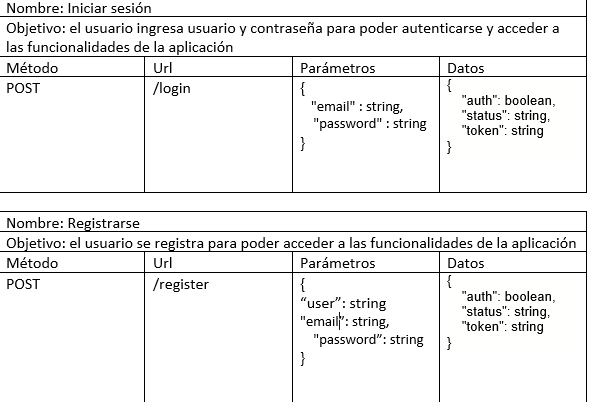 Nombre: Iniciar sesión
Objetivo: el usuario ingresa usuario y contraseña para poder autenticarse y acceder a
las funcionalidades de la aplicación
Método Url Parámetros Datos
POST /login { {
"email" : string, "auth": boolean,
"password" : string "status": string,
} "token": string
}
Nombre: Registrarse
Objetivo: el usuario se registra para poder acceder a las funcionalidades de la aplicación
Método Url Parámetros Datos
POST /register { {
“user”: string "auth": boolean,
"email”: string, "status": string,
"password”: string "token": string
} }